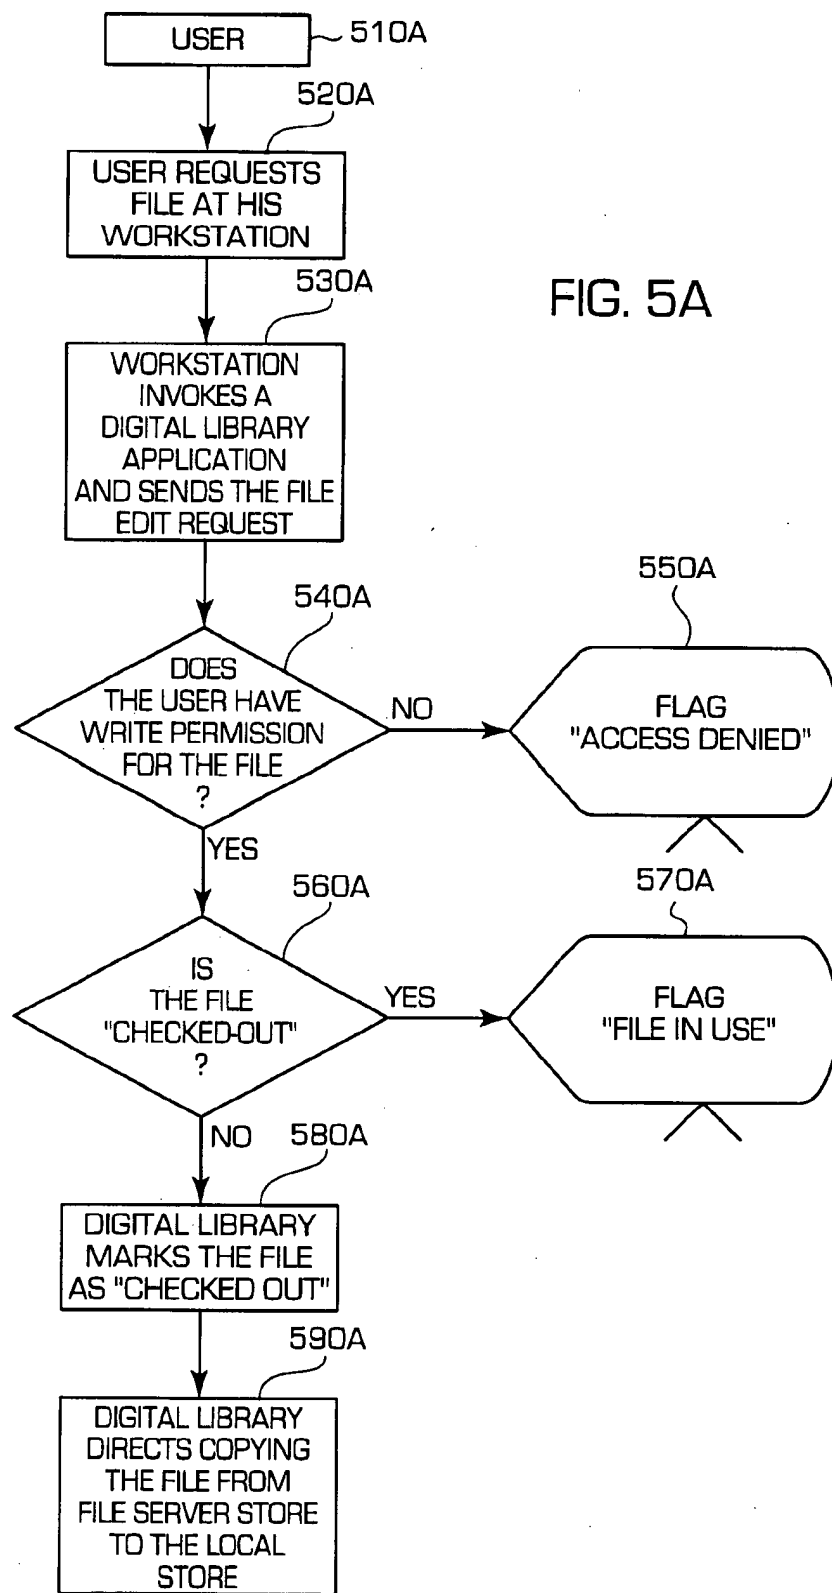 USER
510A
520A
USER REQUESTS
FILE AT HIS
WORKSTATION
530A
FIG. 5A
WORKSTATION
INVOKES A
DIGITAL LIBRARY
APPLICATION
AND SENDS THE FILE
EDIT REQUEST
540A
550A
DOES
THE USER HAVE
WRITE PERMISSION
FOR THE FILE
?
NO
FLAG
"ACCESS DENIED"
YES
560A
570A
IS
THE FILE
"CHECKED-OUT"
?
YES
FLAG
"FILE IN USE"
NO
580A
DIGITAL LIBRARY
MARKS THE FILE
AS "CHECKED OUT"
590A
DIGITAL LIBRARY
DIRECTS COPYING
THE FILE FROM
FILE SERVER STORE
TO THE LOCAL
STORE